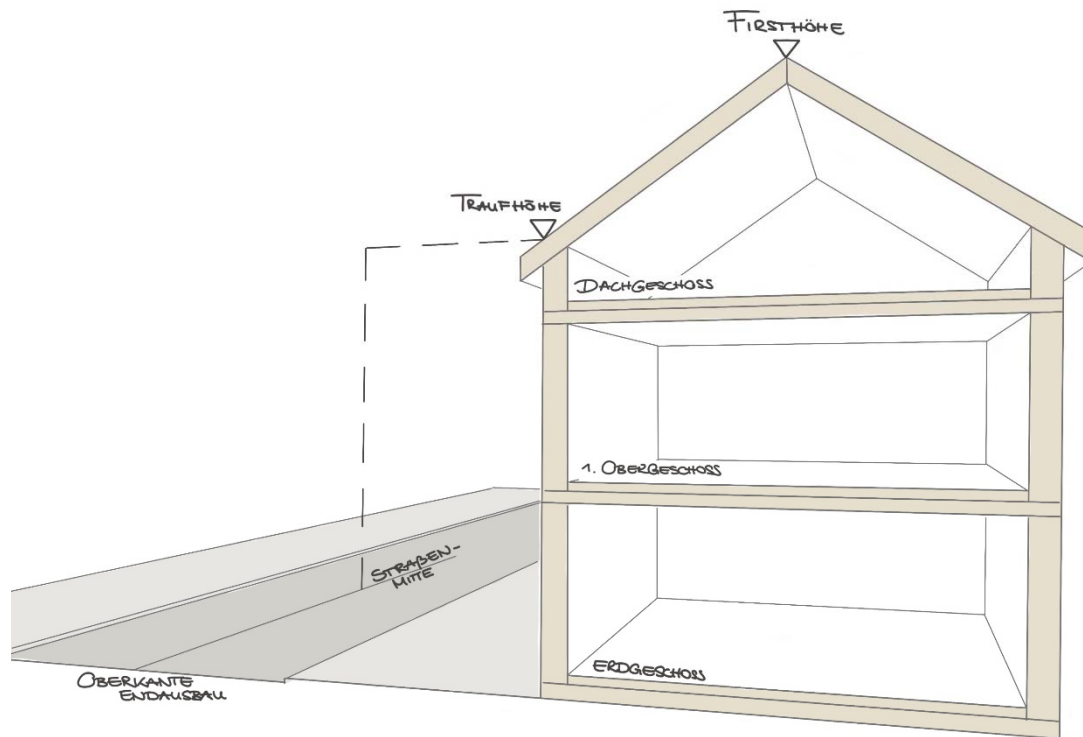 FIRSTHÖHE
TRAUFHÖHE
DACHGESCHOSS
1. OBERGESCHOSS
STRAßEN-
MITTE
ERDGESCHOSS
OBERKANTE
ENDAUSBAU